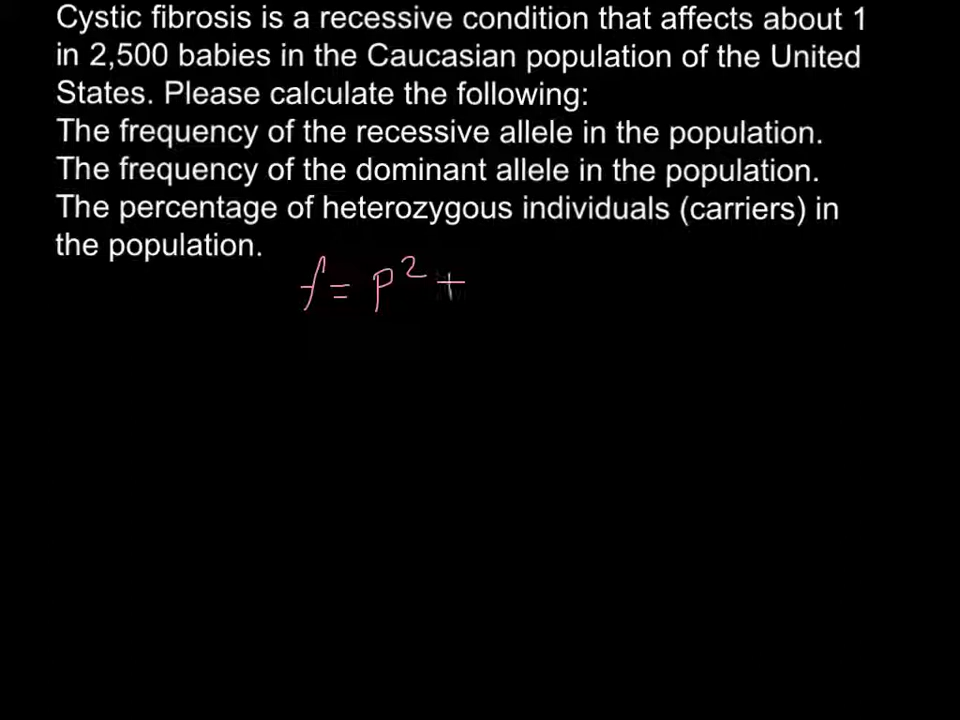 Cystic fibrosis is a recessive condition that affects about 1
in 2,500 babies in the Caucasian population of the United
States. Please calculate the following:
The frequency of the recessive allele in the population.
The frequency of the dominant allele in the population.
The percentage of heterozygous individuals (carriers) in
the population.
f = p² +